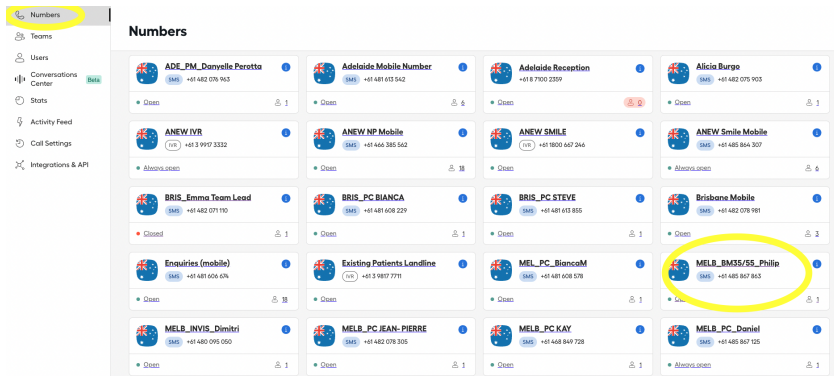 Numbers
Teams
Users
Conversations
Center
Beta
Stats
Activity Feed
Call Settings
Integrations & API
Numbers
ADE_PM_Danyelle Perotta
SMS +61 482 076 963
Open 1
Adelaide Mobile Number
SMS +61 481 613 542
Open 6
Adelaide Reception
+61 8 7100 2359
Open 0
Alicia Burgo
SMS +61 482 075 903
Open 1
ANEW IVR
IVR +61 3 9917 3332
Always open
ANEW NP Mobile
SMS +61 466 385 562
Open 18
ANEW SMILE
IVR +61 1800 667 246
Open
ANEW Smile Mobile
SMS +61 485 864 307
Always open 6
BRIS_Emma Team Lead
SMS +61 482 071 110
Closed 1
BRIS_PC BIANCA
SMS +61 481 608 229
Open 1
BRIS_PC STEVE
SMS +61 481 613 855
Open 1
Brisbane Mobile
SMS +61 482 078 981
Open 3
Enquiries (mobile)
SMS +61 481 606 674
Open 18
Existing Patients Landline
IVR +61 3 9817 7711
Open
MEL_PC_BiancaM
SMS +61 481 608 578
Open 1
MELB_BM35/55_Philip
SMS +61 485 867 863
1
MELB_INVIS_Dimitri
SMS +61 480 095 050
Open 1
MELB_PC JEAN- PIERRE
SMS +61 482 078 305
Open 1
MELB_PC KAY
SMS +61 468 849 728
Open 1
MELB_PC_Daniel
SMS +61 485 867 125
Always open 1